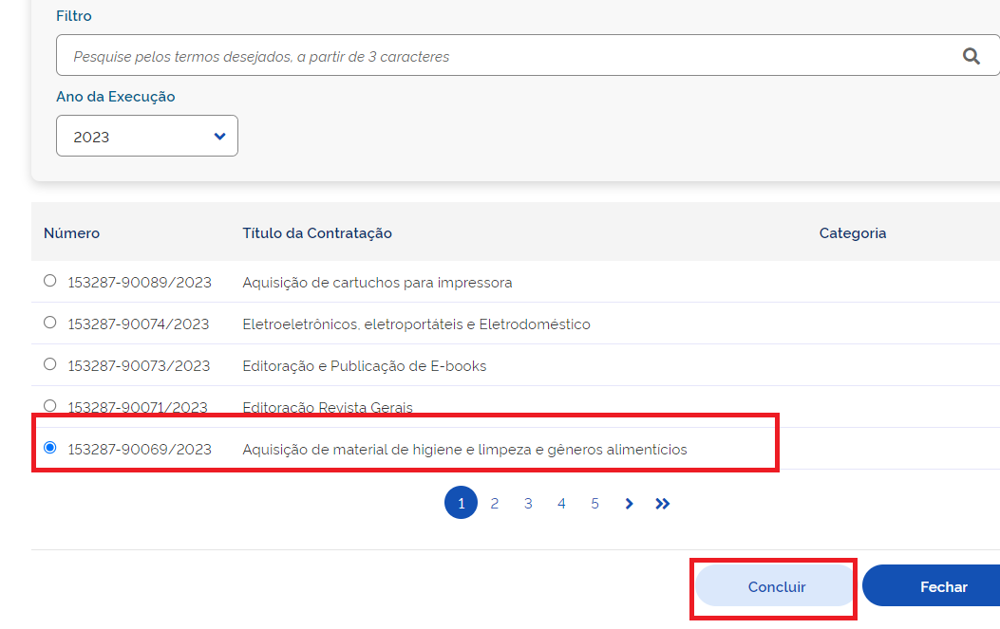 Filtro
Pesquise pelos termos desejados, a partir de 3 caracteres
Ano da Execução
2023
Número Título da Contratação Categoria
153287-90089/2023 Aquisição de cartuchos para impressora
153287-90074/2023 Eletroeletrônicos, eletroportáteis e Eletrodoméstico
153287-90073/2023 Editoração e Publicação de E-books
153287-90071/2023 Editoração Revista Gerais
153287-90069/2023 Aquisição de material de higiene e limpeza e gêneros alimentícios
1 2 3 4 5
Concluir Fechar